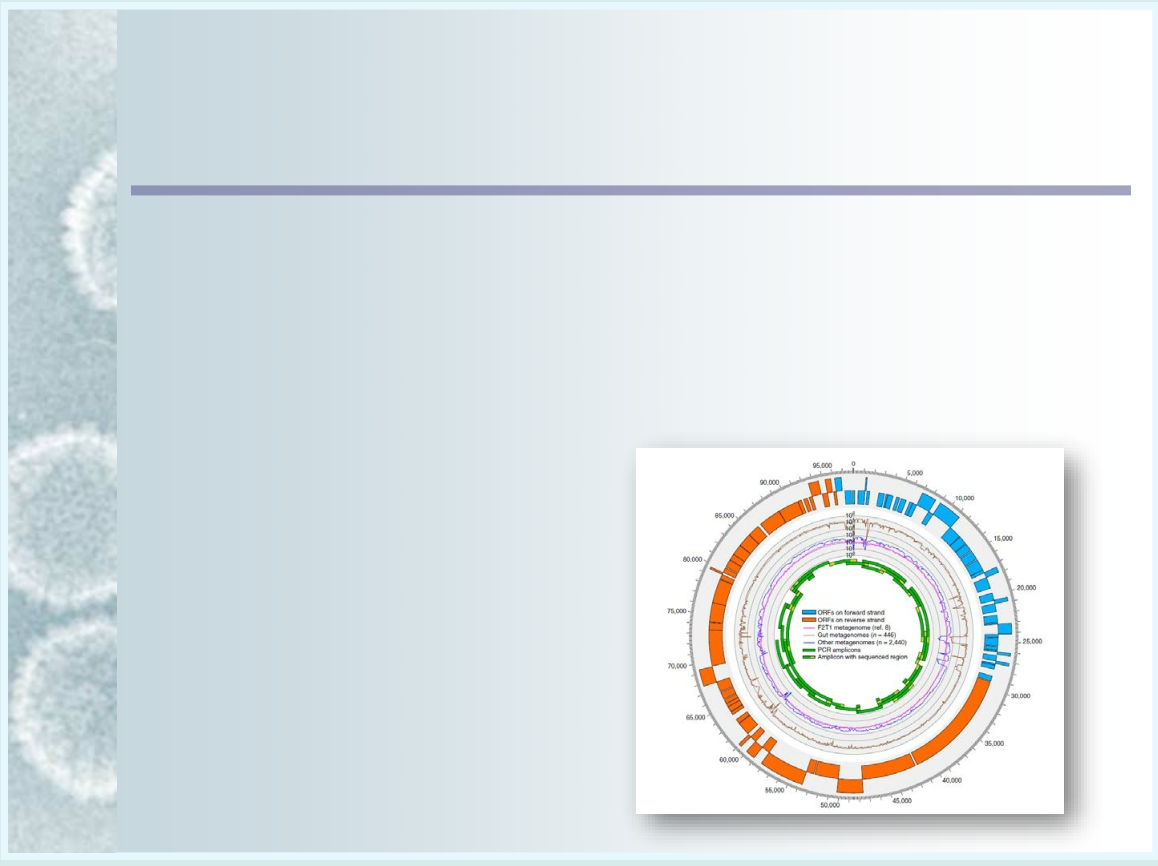 0
5,000
10,000
15,000
20,000
25,000
30,000
35,000
40,000
45,000
50,000
55,000
60,000
65,000
70,000
75,000
80,000
85,000
90,000
95,000
ORFs on forward strand
ORFs on reverse strand
F2T1 metagenome (ref. 8)
Gut metagenomes (n = 446)
Other metagenomes (n = 2,440)
PCR amplicons
Amplicon with sequenced region